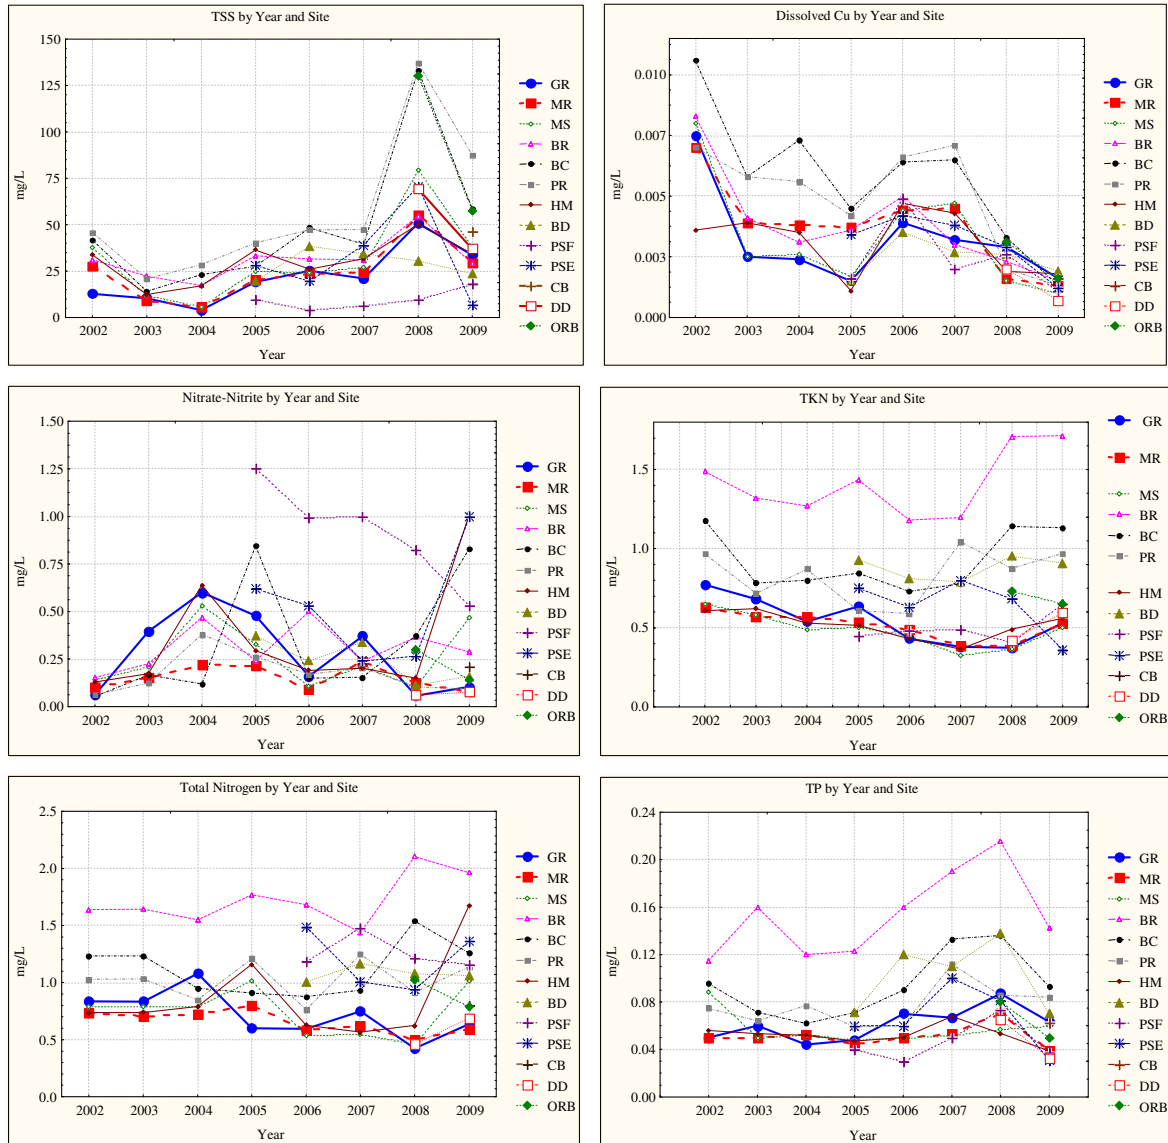 TSS by Year and Site
150
125
100
75
50
25
0
mg/L
2002 2003 2004 2005 2006 2007 2008 2009
Year
GR
MR
MS
BR
BC
PR
HM
BD
PSF
PSE
CB
DD
ORB
Dissolved Cu by Year and Site
0.010
0.007
0.005
0.003
0.000
mg/L
2002 2003 2004 2005 2006 2007 2008 2009
Year
GR
MR
MS
BR
BC
PR
HM
BD
PSF
PSE
CB
DD
ORB
Nitrate-Nitrite by Year and Site
1.50
1.25
1.00
0.75
0.50
0.25
0.00
mg/L
2002 2003 2004 2005 2006 2007 2008 2009
Year
GR
MR
MS
BR
BC
PR
HM
BD
PSF
PSE
CB
DD
ORB
TKN by Year and Site
1.5
1.0
0.5
0.0
mg/L
2002 2003 2004 2005 2006 2007 2008 2009
Year
GR
MR
MS
BR
BC
PR
HM
BD
PSF
PSE
CB
DD
ORB
Total Nitrogen by Year and Site
2.5
2.0
1.5
1.0
0.5
0.0
mg/L
2002 2003 2004 2005 2006 2007 2008 2009
Year
GR
MR
MS
BR
BC
PR
HM
BD
PSF
PSE
CB
DD
ORB
TP by Year and Site
0.24
0.20
0.16
0.12
0.08
0.04
0.00
mg/L
2002 2003 2004 2005 2006 2007 2008 2009
Year
GR
MR
MS
BR
BC
PR
HM
BD
PSF
PSE
CB
DD
ORB